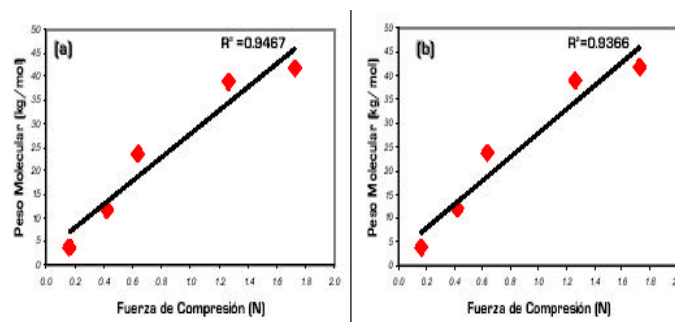 (a)
R²=0.9467
Peso Molecular (kg/mol)
50
45
40
35
30
25
20
15
10
5
0
0.0 0.2 0.4 0.6 0.8 1.0 1.2 1.4 1.6 1.8 2.0
Fuerza de Compresión (N)
(b)
R²=0.9366
Peso Molecular (kg/mol)
50
45
40
35
30
25
20
15
10
5
0
0.0 0.2 0.4 0.6 0.8 1.0 1.2 1.4 1.6 1.8
Fuerza de Compresión (N)